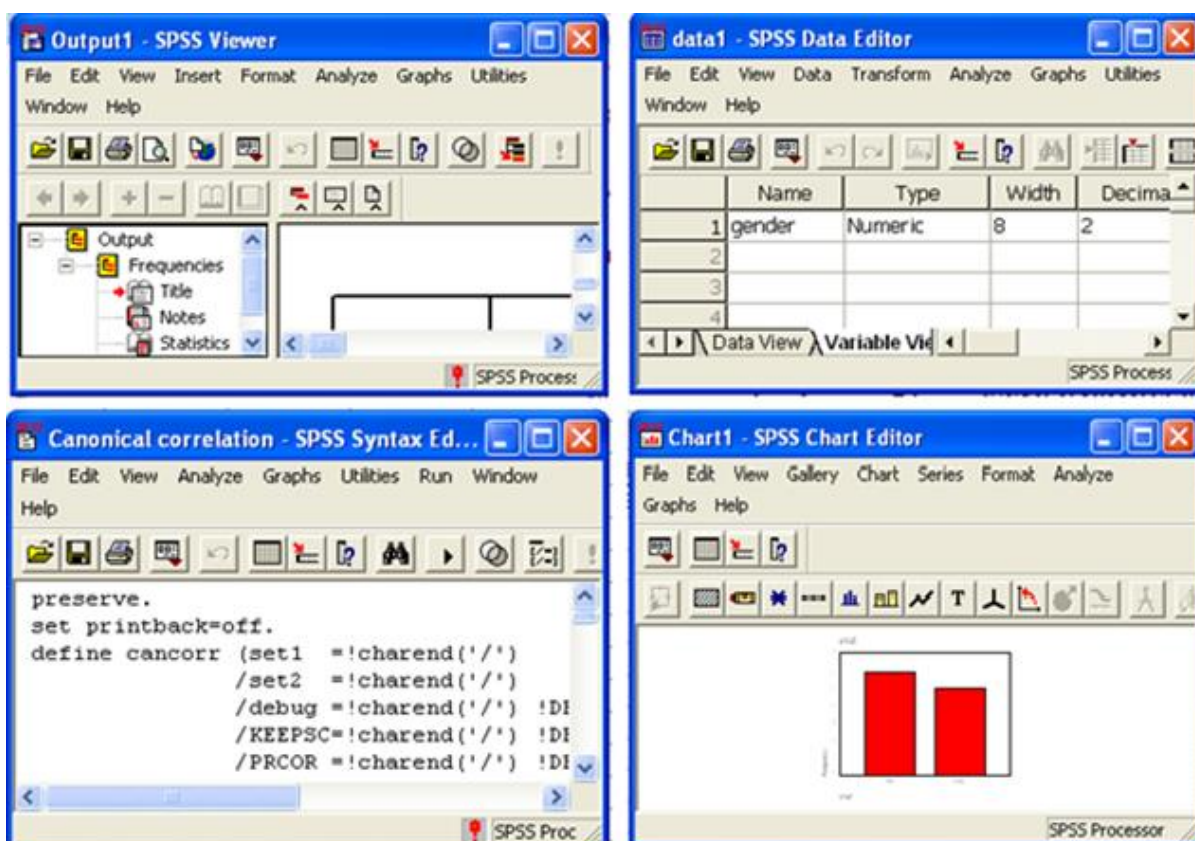 Output1 - SPSS Viewer
File Edit View Insert Format Analyze Graphs Utilities
Window Help
Output
Frequencies
Title
Notes
Statistics
SPSS Process
data1 - SPSS Data Editor
File Edit View Data Transform Analyze Graphs Utilities
Window Help
Name Type Width Decima
1 gender Numeric 8 2
2
3
4
Data View Variable Vie
SPSS Process
Canonical correlation - SPSS Syntax Ed...
File Edit View Analyze Graphs Utilities Run Window
Help
preserve.
set printback=off.
define cancorr (set1 =!charend('/')
/set2 =!charend('/')
/debug =!charend('/') !DE
/KEEPSC=!charend('/') !DE
/PRCOR =!charend('/') !DE
SPSS Proc
Chart1 - SPSS Chart Editor
File Edit View Gallery Chart Series Format Analyze
Graphs Help
T
SPSS Processor